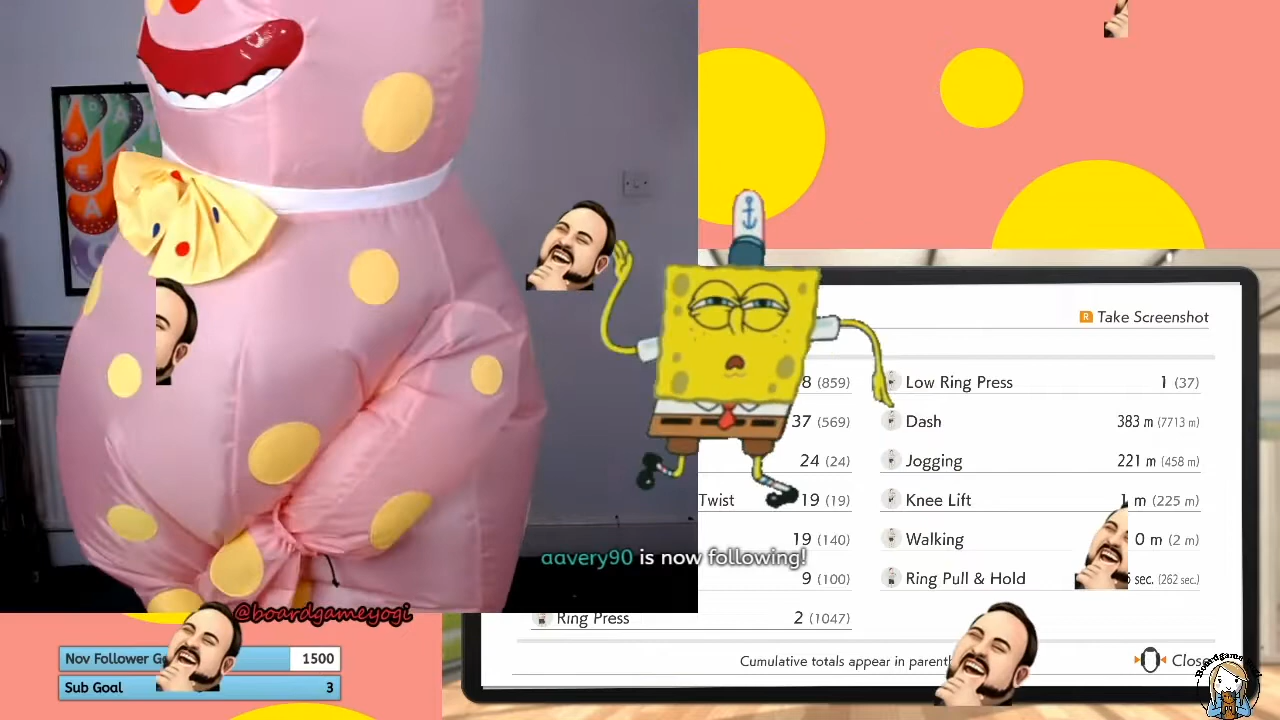 Take Screenshot
8 (859)
Low Ring Press 1 (37)
37 (569)
Dash 383 m (7713 m)
24 (24)
Jogging 221 m (458 m)
Twist 19 (19)
Knee Lift 1 m (225 m)
19 (140)
Walking 0 m (2 m)
9 (100)
Ring Pull & Hold sec. (262 sec.)
Ring Press 2 (1047)
Cumulative totals appear in
Close
aavery90 is now following!
@boardgameyogi
Nov Follower 1500
Sub Goal 3